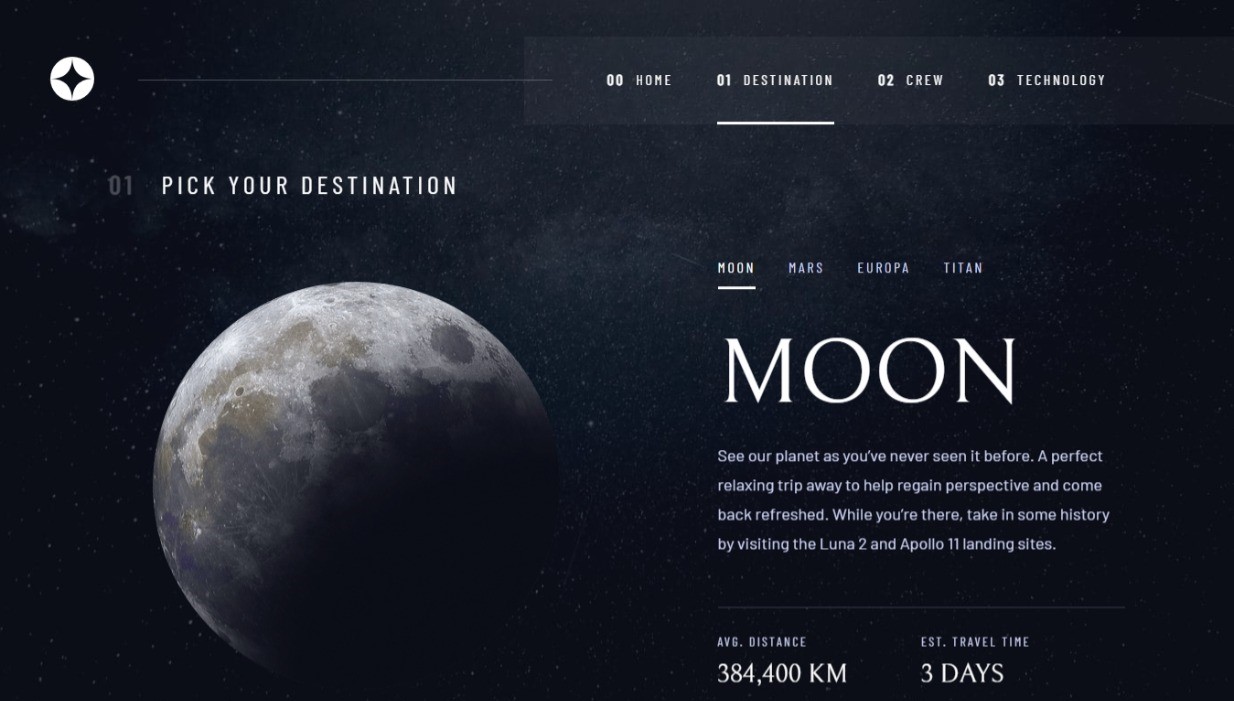 00 HOME 01 DESTINATION 02 CREW 03 TECHNOLOGY
01 PICK YOUR DESTINATION
MOON MARS EUROPA TITAN
MOON
See our planet as you’ve never seen it before. A perfect
relaxing trip away to help regain perspective and come
back refreshed. While you’re there, take in some history
by visiting the Luna 2 and Apollo 11 landing sites.
AVG. DISTANCE EST. TRAVEL TIME
384,400 KM 3 DAYS